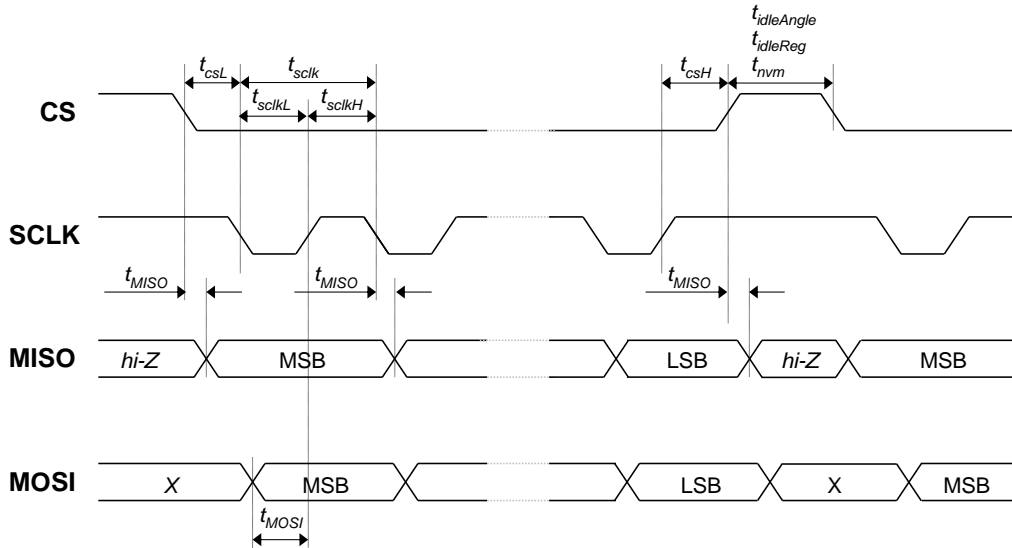 t_idleAngle
t_idleReg
t_csL t_sclk t_csH t_nvm
t_sclkL t_sclkH
CS
SCLK
t_MISO t_MISO t_MISO
MISO hi-Z MSB LSB hi-Z MSB
MOSI X MSB LSB X MSB
t_MOSI